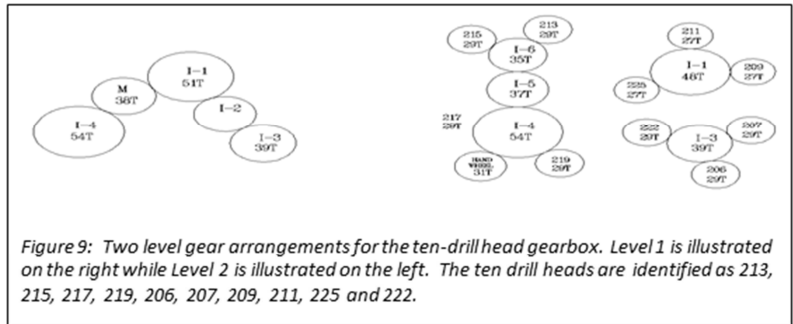 I-1
51T
M
38T
I-2
I-4
54T
I-3
39T
215
29T
213
29T
I-6
35T
I-5
37T
217
29T
I-4
54T
HAND
WHEEL
31T
219
29T
211
27T
I-1
48T
209
27T
225
27T
222
29T
207
29T
I-3
39T
206
29T
Figure 9: Two level gear arrangements for the ten-drill head gearbox. Level 1 is illustrated
on the right while Level 2 is illustrated on the left. The ten drill heads are identified as 213,
215, 217, 219, 206, 207, 209, 211, 225 and 222.